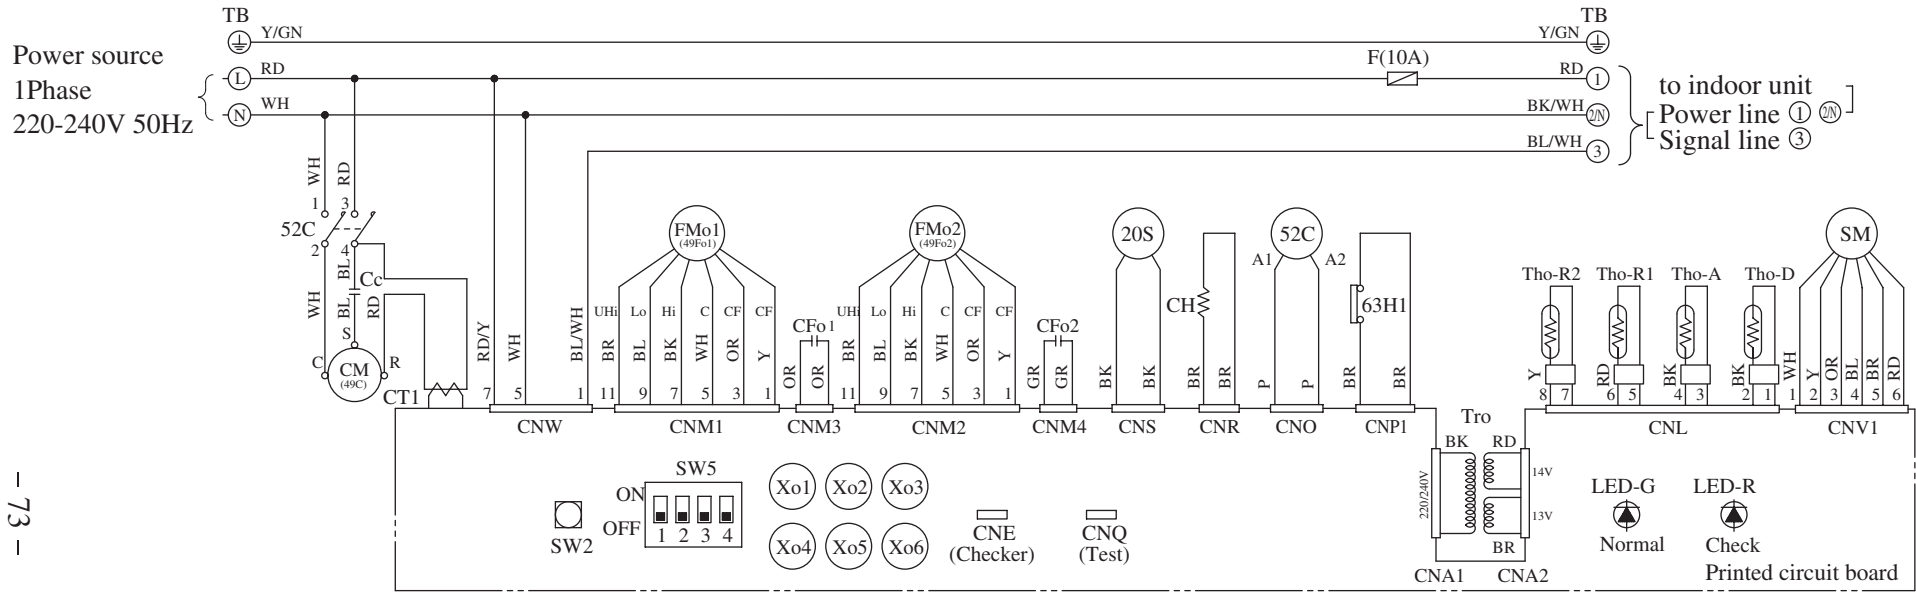 TB
TB
Y/GN
Y/GN
Power source
1Phase
220-240V 50Hz
L
RD
F(10A)
RD
1
N
WH
BK/WH
2/N
BL/WH
3
to indoor unit
Power line 1 2/N
Signal line 3
WH
RD
1
3
52C
2
4
BL
Cc
WH
BL
RD
S
C
CM
(49C)
R
CT1
RD/Y
WH
BL/WH
7
5
1
CNW
FMo1
(49Fo1)
UHi Lo Hi C CF CF
BR BL BK WH OR Y
11 9 7 5 3 1
CNM1
CFo1
OR OR
CNM3
FMo2
(49Fo2)
UHi Lo Hi C CF CF
BR BL BK WH OR Y
11 9 7 5 3 1
CNM2
CFo2
GR GR
CNM4
20S
BK BK
CNS
CH
BR BR
CNR
52C
A1 A2
P P
CNO
63H1
BR BR
CNP1
Tho-R2 Tho-R1 Tho-A Tho-D
Y RD BK BK
8 7 6 5 4 3 2 1
CNL
SM
WH Y OR BL BR RD
1 2 3 4 5 6
CNV1
Tro
BK RD
220/240V
14V
13V
BR
CNA1 CNA2
SW2
SW5
ON
OFF
1 2 3 4
Xo1 Xo2 Xo3
Xo4 Xo5 Xo6
CNE
(Checker)
CNQ
(Test)
LED-G
Normal
LED-R
Check
Printed circuit board
– 73 –